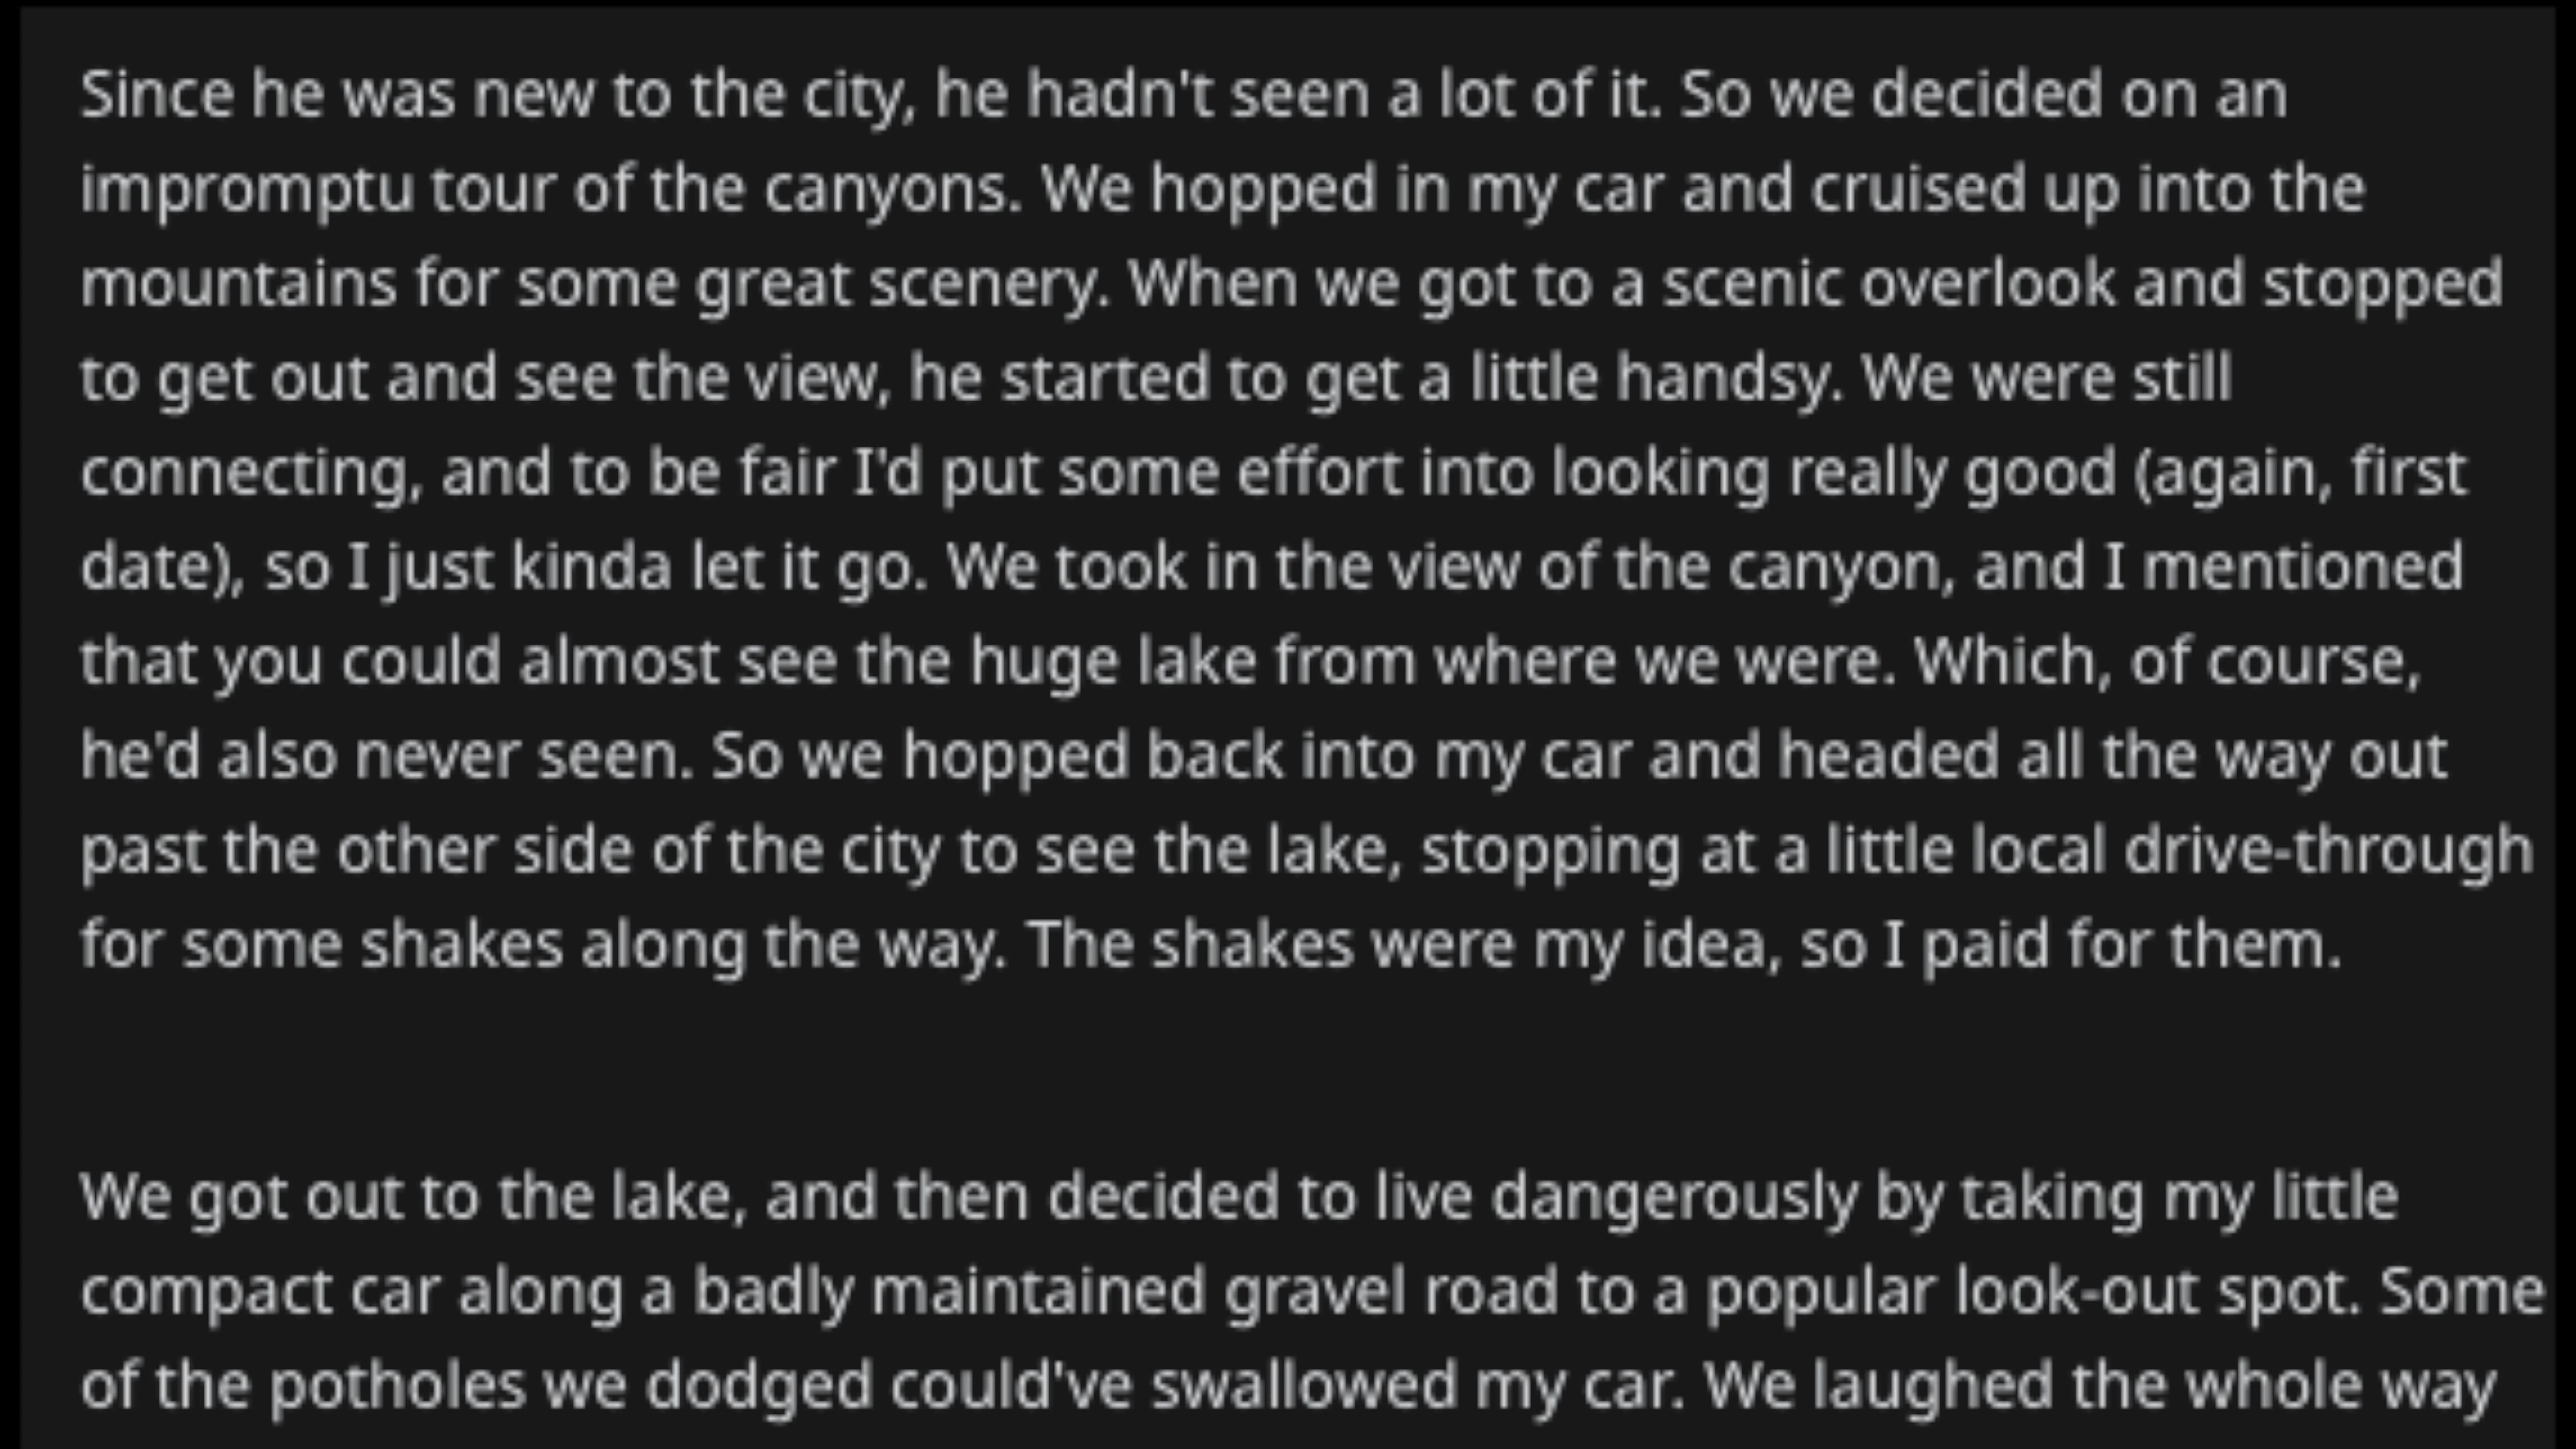 Since he was new to the city, he hadn't seen a lot of it. So we decided on an
impromptu tour of the canyons. We hopped in my car and cruised up into the
mountains for some great scenery. When we got to a scenic overlook and stopped
to get out and see the view, he started to get a little handsy. We were still
connecting, and to be fair I'd put some effort into looking really good (again, first
date), so I just kinda let it go. We took in the view of the canyon, and I mentioned
that you could almost see the huge lake from where we were. Which, of course,
he'd also never seen. So we hopped back into my car and headed all the way out
past the other side of the city to see the lake, stopping at a little local drive-through
for some shakes along the way. The shakes were my idea, so I paid for them.
We got out to the lake, and then decided to live dangerously by taking my little
compact car along a badly maintained gravel road to a popular look-out spot. Some
of the potholes we dodged could've swallowed my car. We laughed the whole way